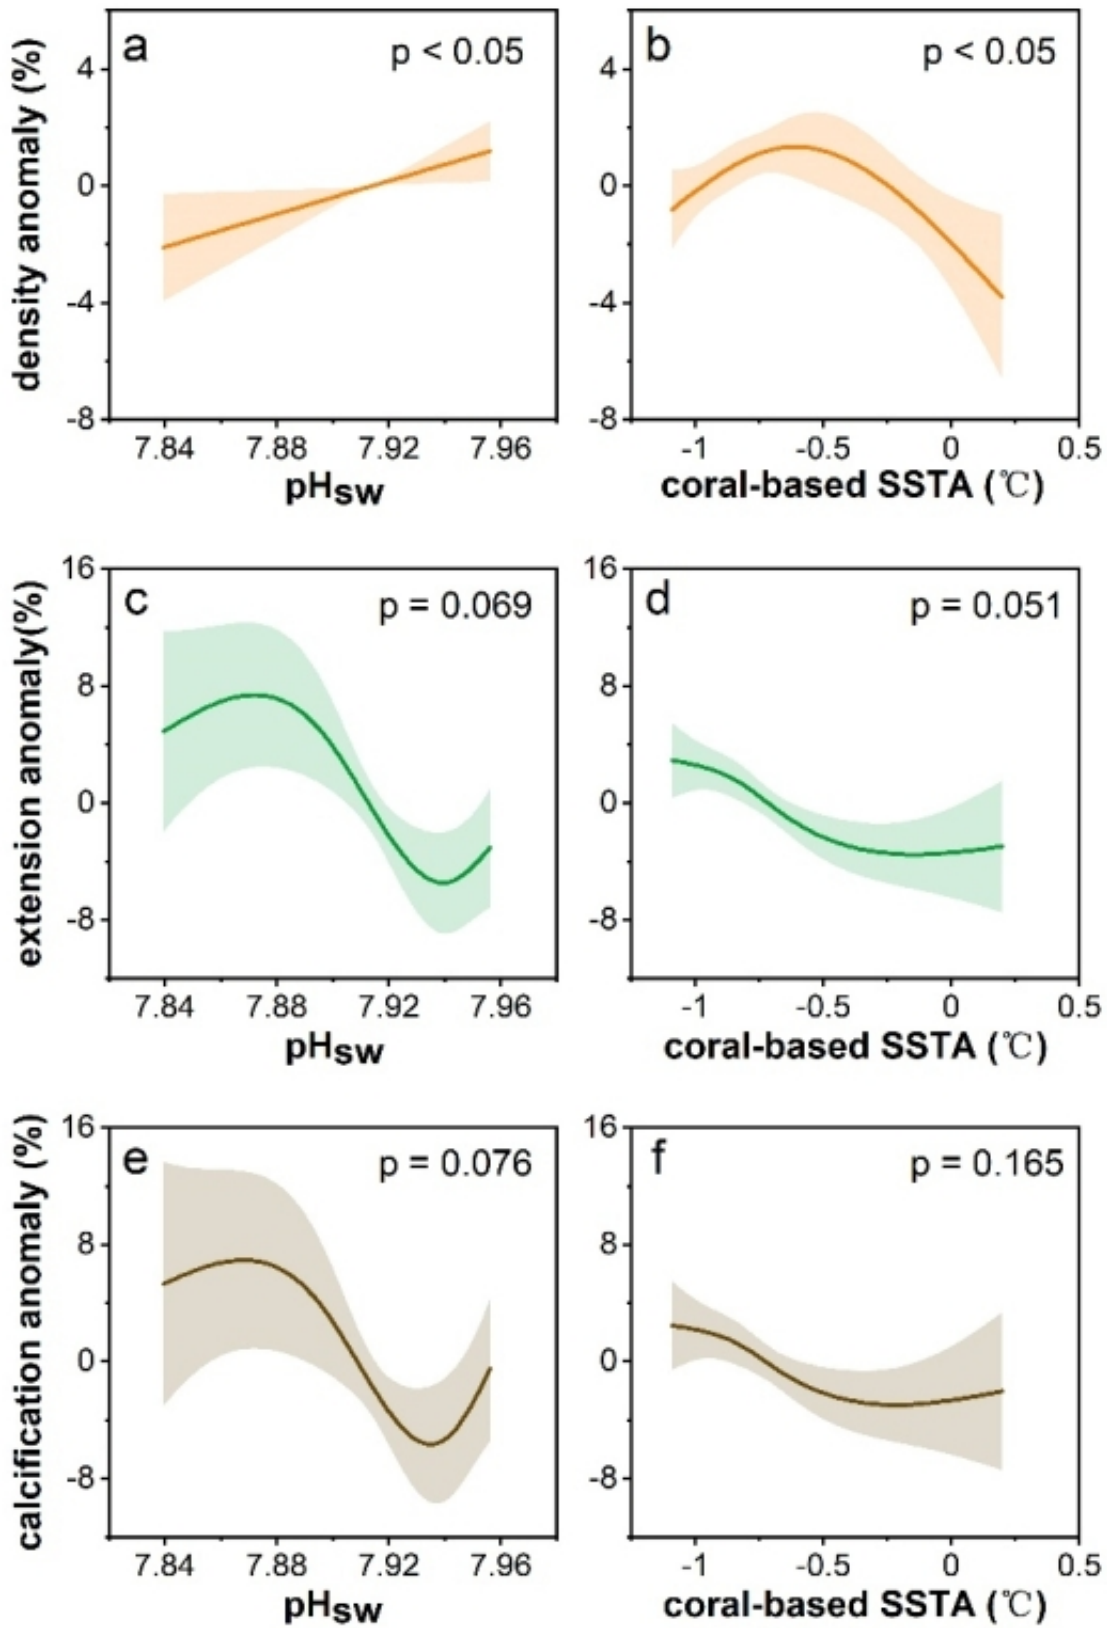 a
p < 0.05
density anomaly (%)
4
0
-4
-8
7.84 7.88 7.92 7.96
pHsw
b
p < 0.05
4
0
-4
-8
-1 -0.5 0 0.5
coral-based SSTA (℃)
c
p = 0.069
extension anomaly(%)
16
8
0
-8
7.84 7.88 7.92 7.96
pHsw
d
p = 0.051
16
8
0
-8
-1 -0.5 0 0.5
coral-based SSTA (℃)
e
p = 0.076
calcification anomaly (%)
16
8
0
-8
7.84 7.88 7.92 7.96
pHsw
f
p = 0.165
16
8
0
-8
-1 -0.5 0 0.5
coral-based SSTA (℃)